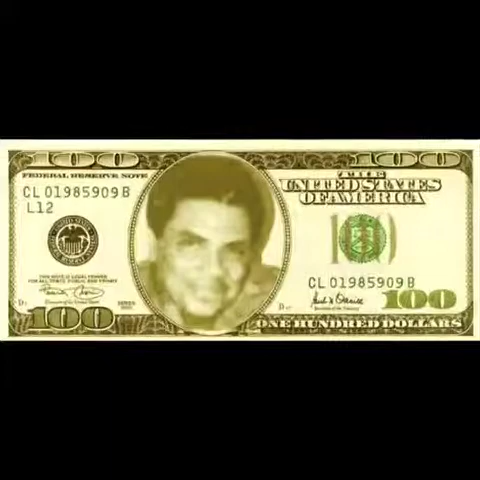 100 100
FEDERAL RESERVE NOTE
THE
UNITED STATES
OF AMERICA
CL 01985909 B
L12
THIS NOTE IS LEGAL TENDER
FOR ALL DEBTS, PUBLIC AND PRIVATE
CL 01985909 B
SERIES
100
100
ONE HUNDRED DOLLARS